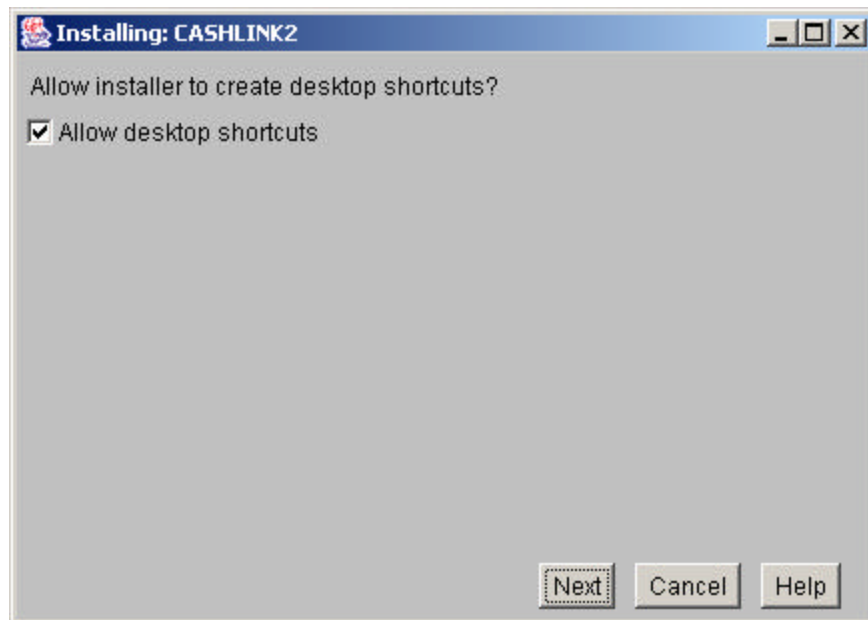 Installing: CASHLINK2
Allow installer to create desktop shortcuts?
Allow desktop shortcuts
Next Cancel Help